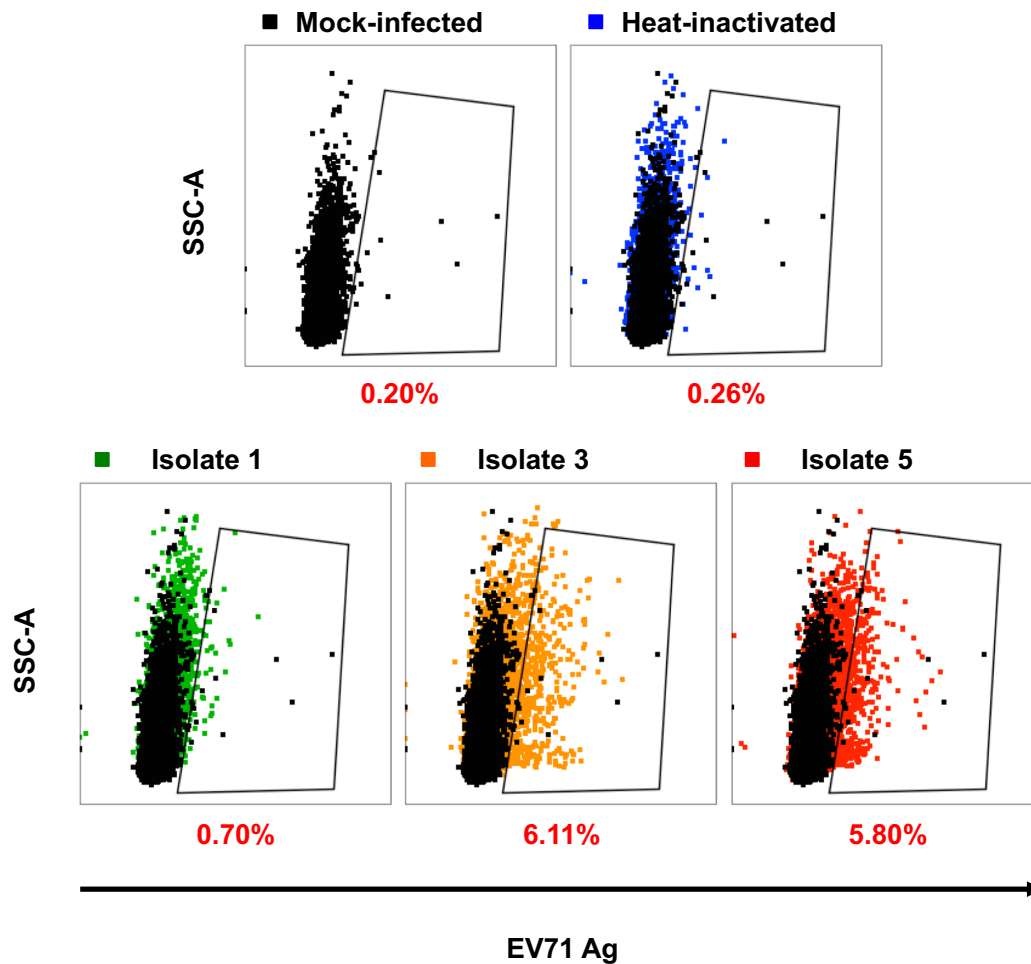 Mock-infected
Heat-inactivated
SSC-A
0.20%
0.26%
Isolate 1
Isolate 3
Isolate 5
SSC-A
0.70%
6.11%
5.80%
EV71 Ag